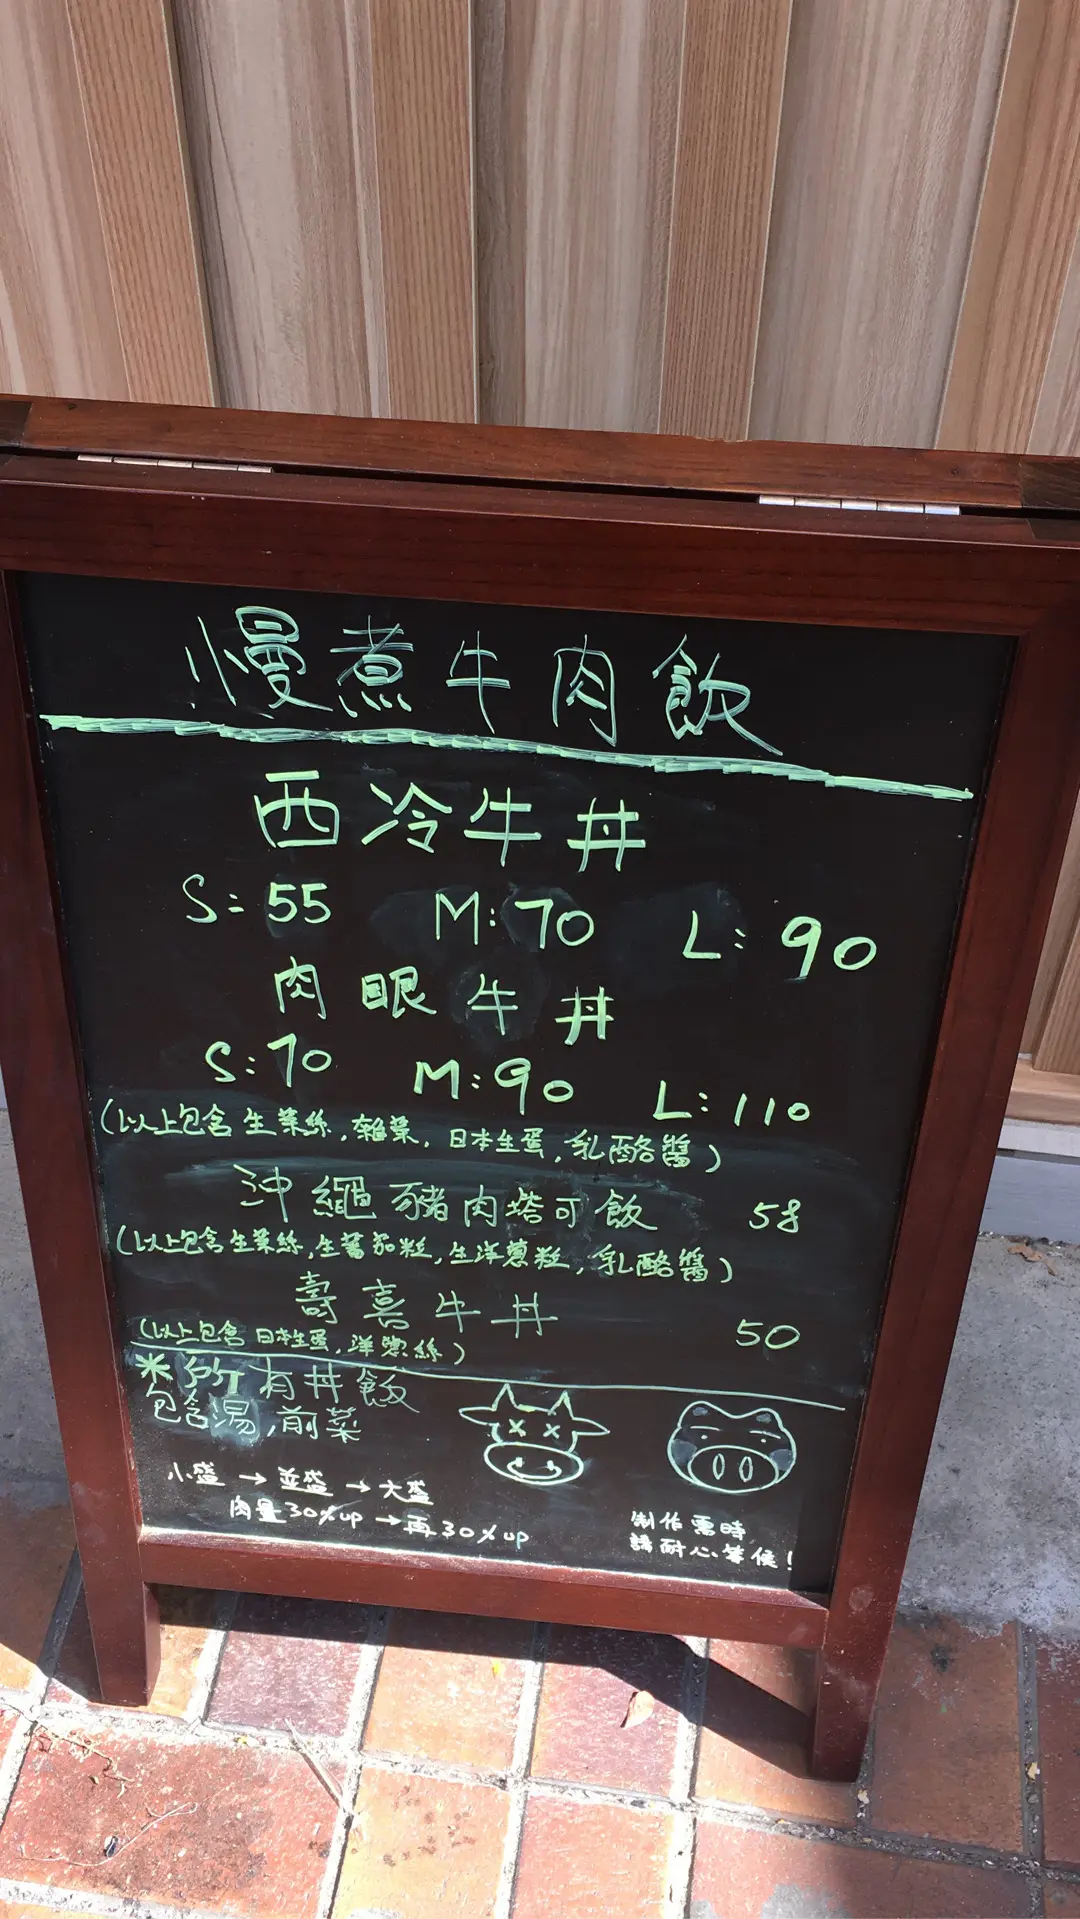 慢煮牛肉飯
西冷牛丼
S: 55 M: 70 L: 90
肉眼牛丼
S: 70 M: 90 L: 110
(以上包含生菜絲, 雜菜, 日本生蛋, 乳酪醬)
沖繩豬肉塔可飯 58
(以上包含生菜絲, 生蕃茄粒, 生洋蔥粒, 乳酪醬)
壽喜牛丼 50
(以上包含日本生蛋, 洋蔥絲)
*所有丼飯
包含湯, 前菜
小盛 → 並盛 → 大盛
肉量30% up → 再30% up
制作需時
請耐心等候!